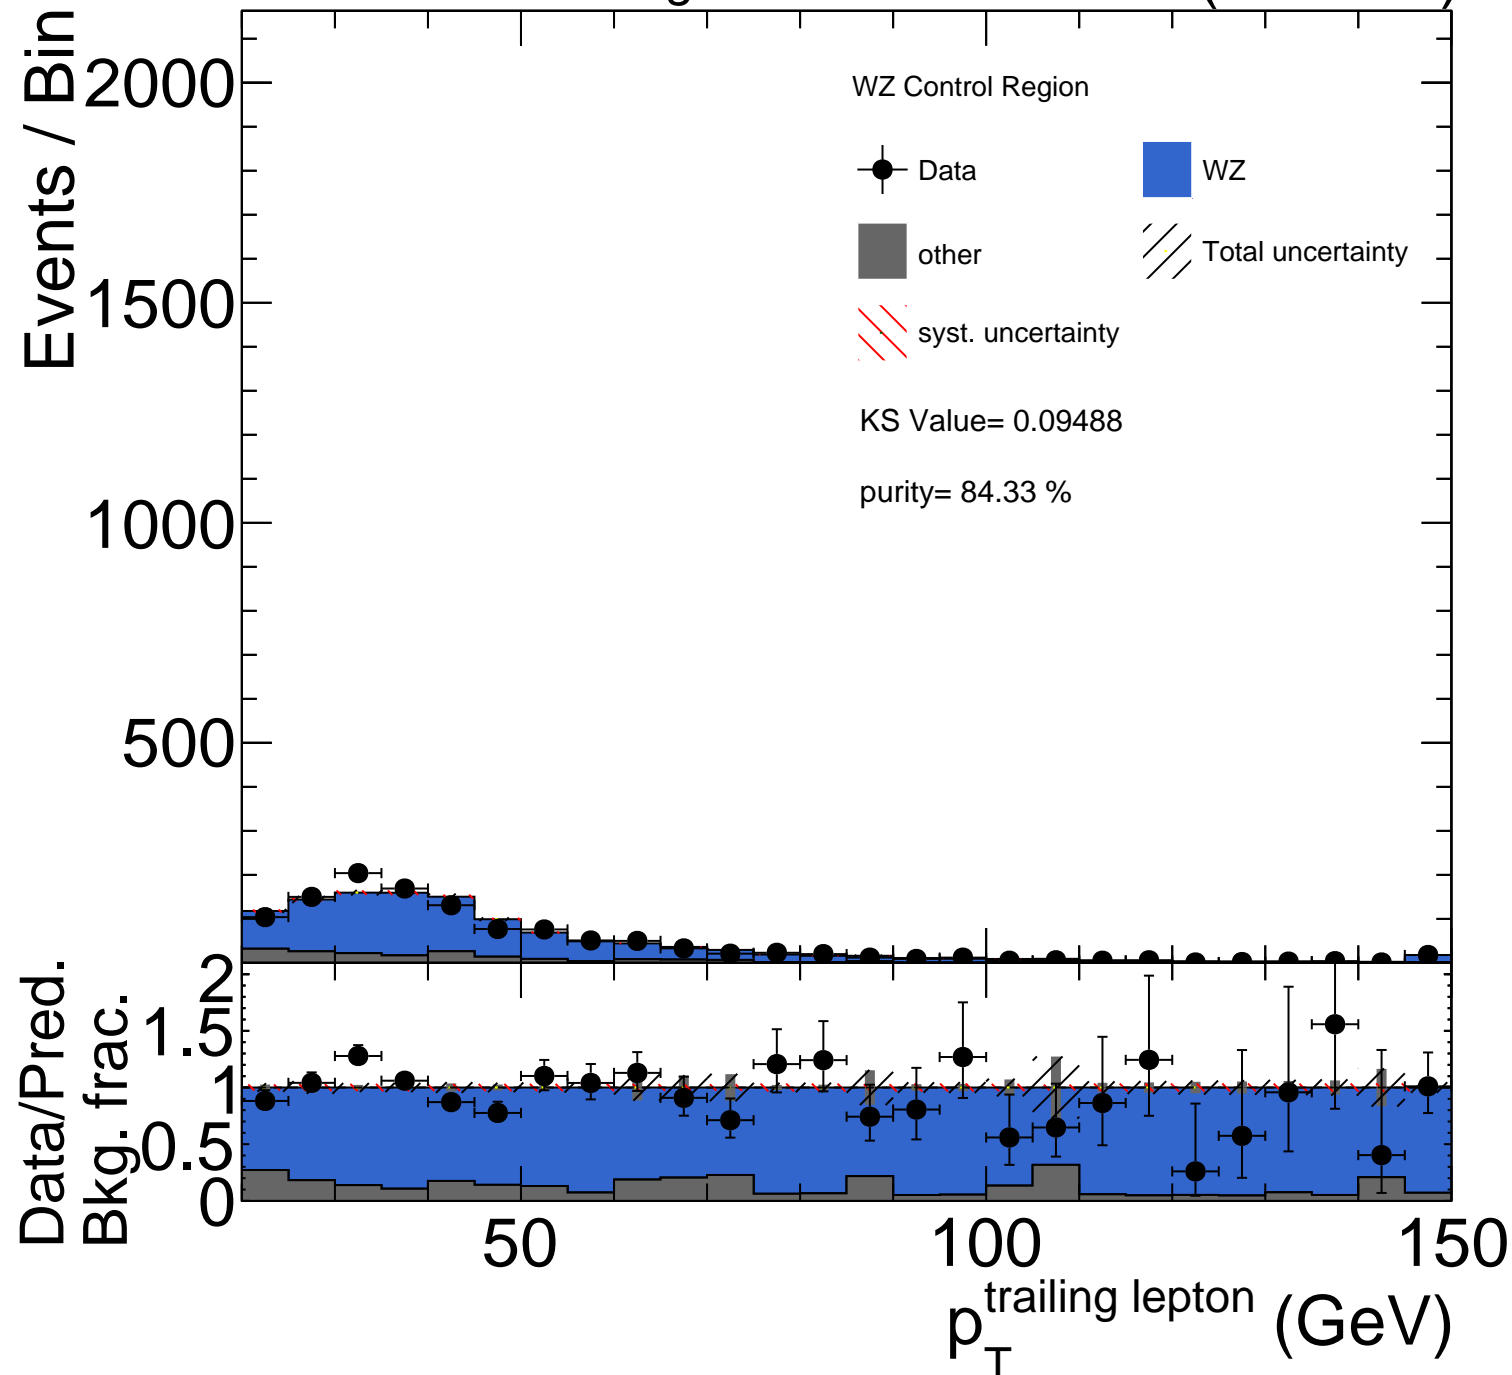 Events / Bin
2000
1500
1000
500
WZ Control Region
Data
WZ
other
Total uncertainty
syst. uncertainty
KS Value= 0.09488
purity= 84.33 %
Data/Pred.
Bkg. frac.
2
1.5
1
0.5
0
50
100
150
p_T^trailing lepton (GeV)